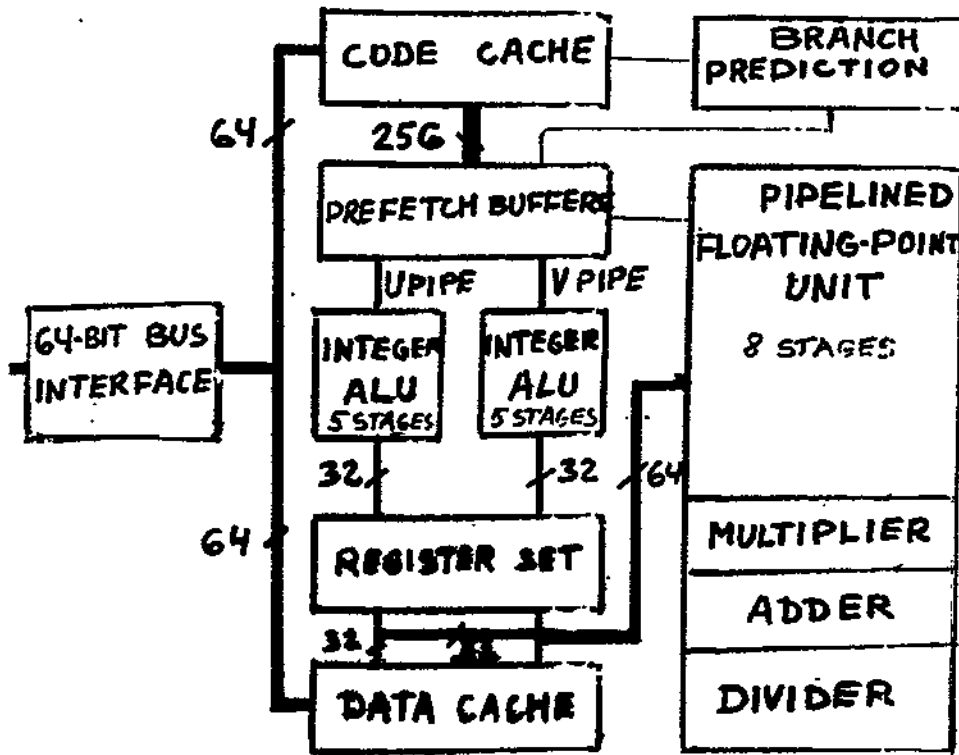 CODE CACHE
BRANCH
PREDICTION
64
256
PREFETCH BUFFERS
PIPELINED
FLOATING-POINT
UNIT
8 STAGES
U PIPE
V PIPE
64-BIT BUS
INTERFACE
INTEGER
ALU
5 STAGES
INTEGER
ALU
5 STAGES
32
32
64
64
REGISTER SET
MULTIPLIER
ADDER
32
DATA CACHE
DIVIDER